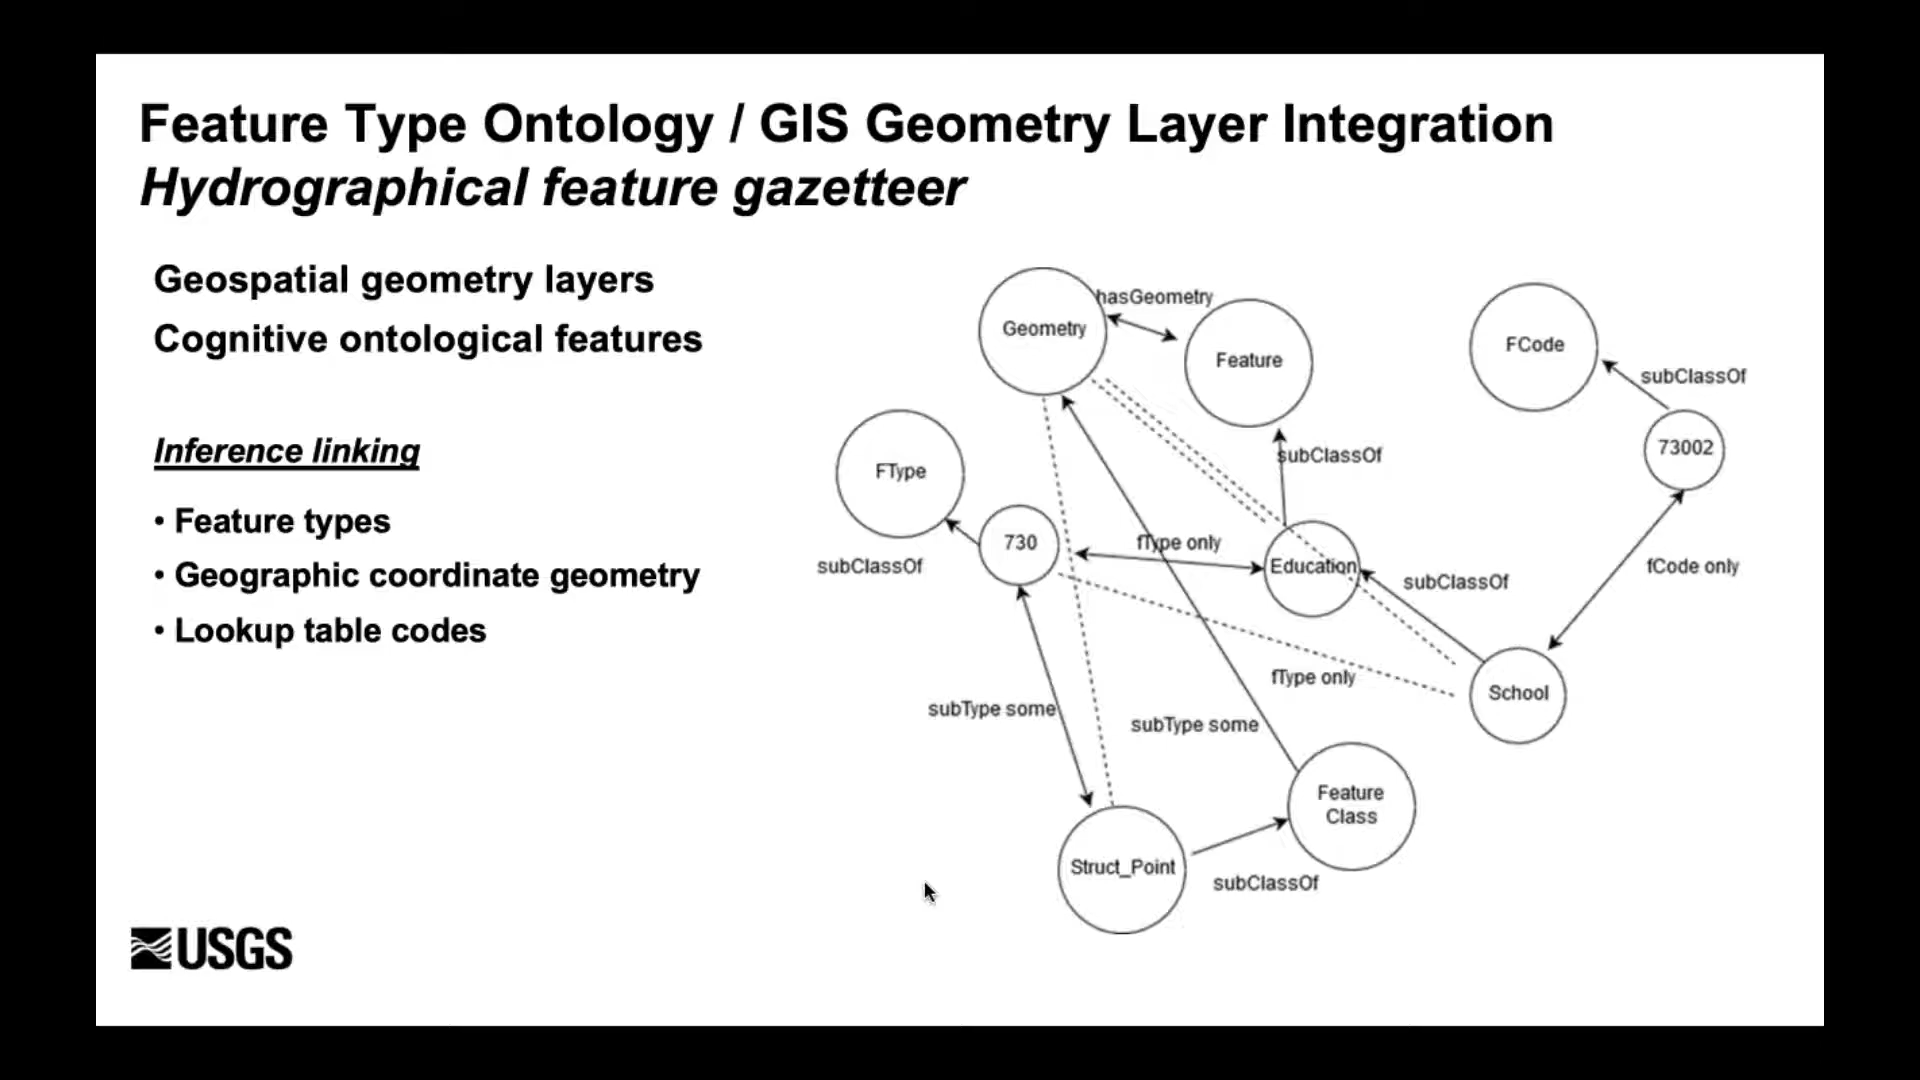 Feature Type Ontology / GIS Geometry Layer Integration
Hydrographical feature gazetteer
Geospatial geometry layers
Cognitive ontological features
Inference linking
• Feature types
• Geographic coordinate geometry
• Lookup table codes
hasGeometry
Geometry
Feature
FCode
subClassOf
73002
subClassOf
FType
730
fType only
Education
subClassOf
subClassOf
fCode only
fType only
School
subType some
subType some
Feature
Class
Struct_Point
subClassOf
USGS